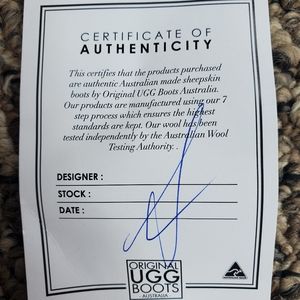 CERTIFICATE OF
AUTHENTICITY
This certifies that the products purchased
are authentic Australian made sheepskin
boots by Original UGG Boots Australia.
Our products are manufactured using our 7
step process which ensures the highest
standards are kept. Our wool has been
tested independently by the Australian Wool
Testing Authority. .
DESIGNER :
STOCK :
DATE :
ORIGINAL
UGG
BOOTS
AUSTRALIA